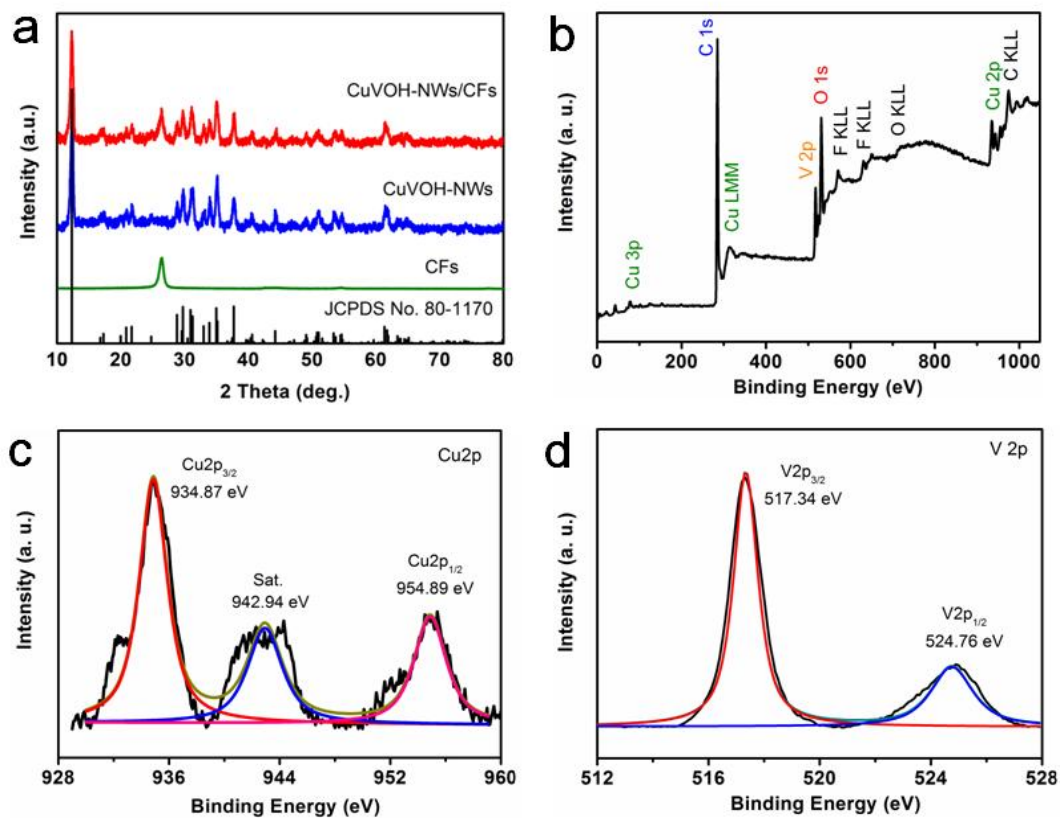 a
CuVOH-NWs/CFs
CuVOH-NWs
CFs
JCPDS No. 80-1170
Intensity (a.u.)
10 20 30 40 50 60 70 80
2 Theta (deg.)
b
C 1s
Cu 3p
Cu LMM
V 2p
O 1s
F KLL
F KLL
O KLL
Cu 2p
C KLL
Intensity (a. u.)
0 200 400 600 800 1000
Binding Energy (eV)
c
Cu2p
Cu2p3/2
934.87 eV
Sat.
942.94 eV
Cu2p1/2
954.89 eV
Intensity (a. u.)
928 936 944 952 960
Binding Energy (eV)
d
V 2p
V2p3/2
517.34 eV
V2p1/2
524.76 eV
Intensity (a. u.)
512 516 520 524 528
Binding Energy (eV)